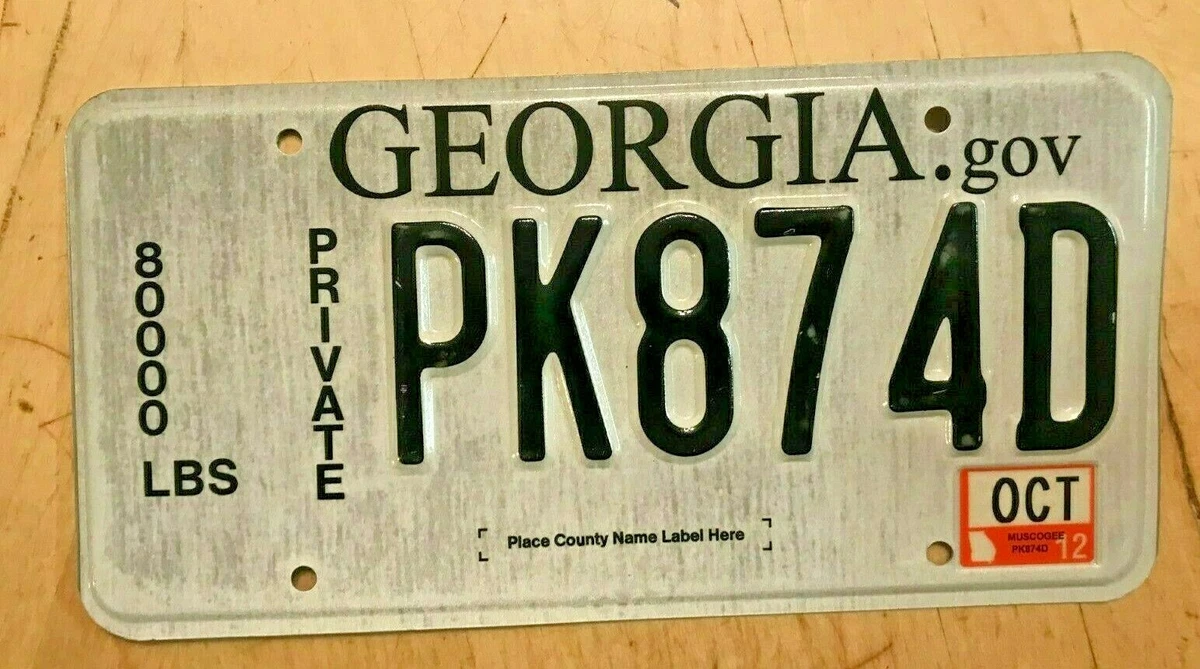 GEORGIA.gov
80000
LBS
PRIVATE
PK874D
Place County Name Label Here
OCT
MUSCOGEE
PK874D
12